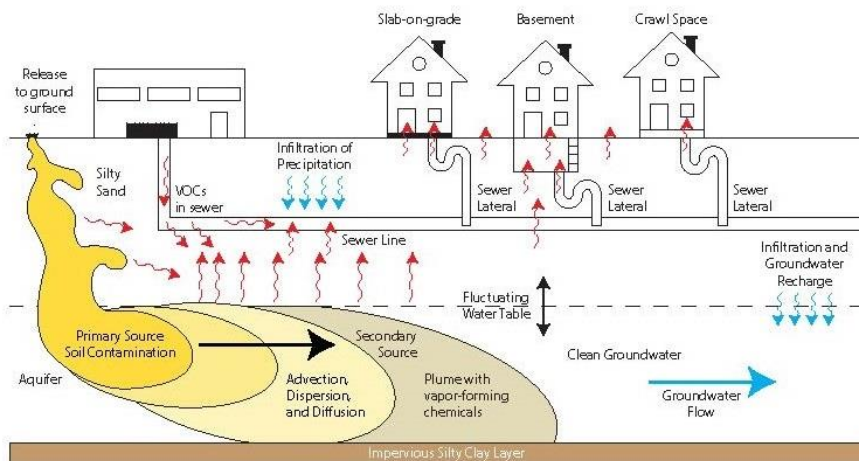 Slab-on-grade
Basement
Crawl Space
Release
to ground
surface
Silty
Sand
VOCs
in sewer
Infiltration of
Precipitation
Sewer
Lateral
Sewer
Lateral
Sewer
Lateral
Sewer Line
Infiltration and
Groundwater
Recharge
Fluctuating
Water Table
Primary Source
Soil Contamination
Secondary
Source
Aquifer
Advection,
Dispersion,
and Diffusion
Plume with
vapor-forming
chemicals
Clean Groundwater
Groundwater
Flow
Impervious Silty Clay Layer